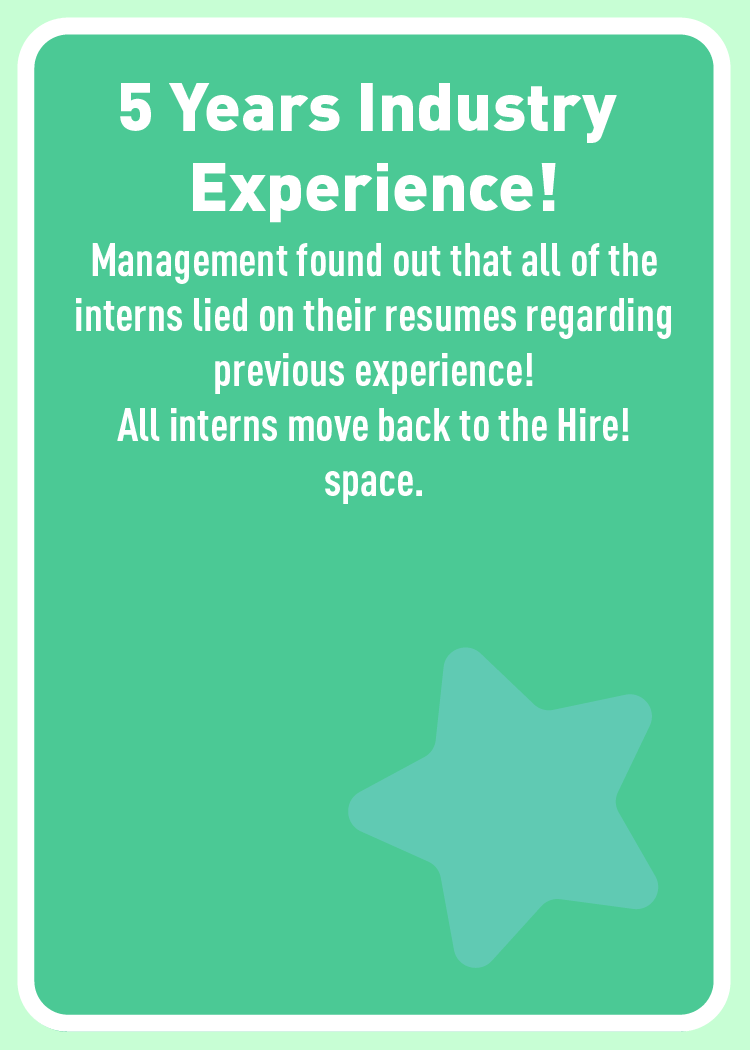 5 Years Industry
Experience!
Management found out that all of the
interns lied on their resumes regarding
previous experience!
All interns move back to the Hire!
space.